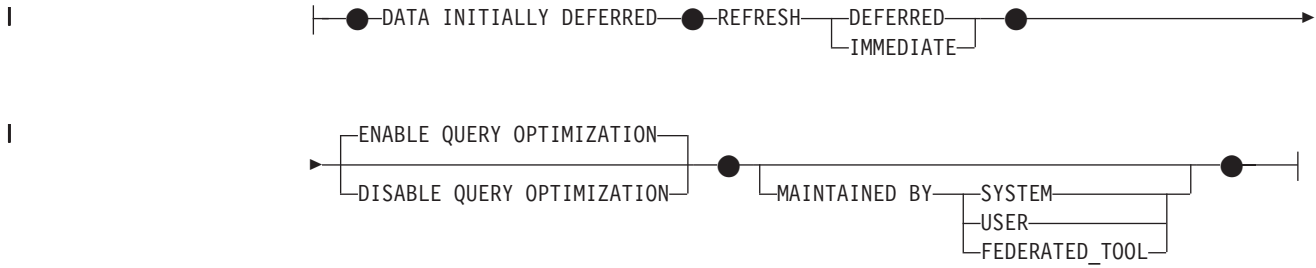 DATA INITIALLY DEFERRED REFRESH DEFERRED
IMMEDIATE
ENABLE QUERY OPTIMIZATION
DISABLE QUERY OPTIMIZATION MAINTAINED BY SYSTEM
USER
FEDERATED_TOOL